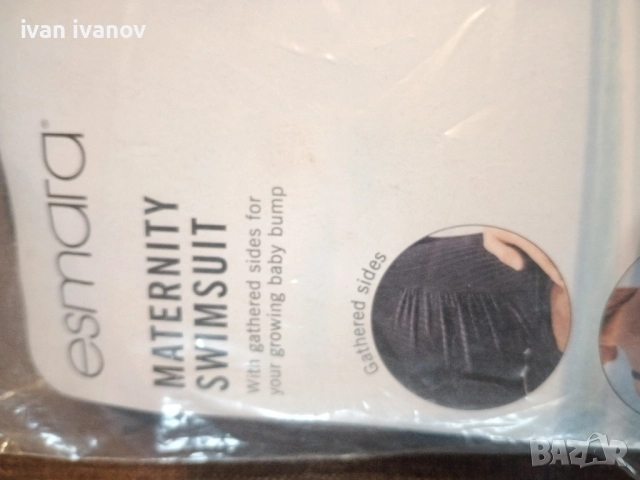 ivan ivanov
esmara®
MATERNITY
SWIMSUIT
With gathered sides for
your growing baby bump
Gathered sides
BAZAR